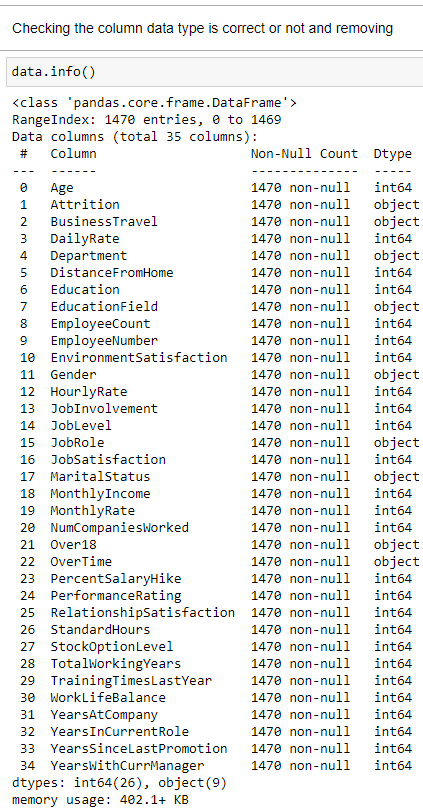 Checking the column data type is correct or not and removing
data.info()
<class 'pandas.core.frame.DataFrame'>
RangeIndex: 1470 entries, 0 to 1469
Data columns (total 35 columns):
 #   Column                    Non-Null Count  Dtype
---  ------                    --------------  -----
 0   Age                       1470 non-null   int64
 1   Attrition                 1470 non-null   object
 2   BusinessTravel            1470 non-null   object
 3   DailyRate                 1470 non-null   int64
 4   Department                1470 non-null   object
 5   DistanceFromHome          1470 non-null   int64
 6   Education                 1470 non-null   int64
 7   EducationField            1470 non-null   object
 8   EmployeeCount             1470 non-null   int64
 9   EmployeeNumber            1470 non-null   int64
 10  EnvironmentSatisfaction   1470 non-null   int64
 11  Gender                    1470 non-null   object
 12  HourlyRate                1470 non-null   int64
 13  JobInvolvement            1470 non-null   int64
 14  JobLevel                  1470 non-null   int64
 15  JobRole                   1470 non-null   object
 16  JobSatisfaction           1470 non-null   int64
 17  MaritalStatus             1470 non-null   object
 18  MonthlyIncome             1470 non-null   int64
 19  MonthlyRate               1470 non-null   int64
 20  NumCompaniesWorked        1470 non-null   int64
 21  Over18                    1470 non-null   object
 22  OverTime                  1470 non-null   object
 23  PercentSalaryHike         1470 non-null   int64
 24  PerformanceRating         1470 non-null   int64
 25  RelationshipSatisfaction  1470 non-null   int64
 26  StandardHours             1470 non-null   int64
 27  StockOptionLevel          1470 non-null   int64
 28  TotalWorkingYears         1470 non-null   int64
 29  TrainingTimesLastYear     1470 non-null   int64
 30  WorkLifeBalance           1470 non-null   int64
 31  YearsAtCompany            1470 non-null   int64
 32  YearsInCurrentRole        1470 non-null   int64
 33  YearsSinceLastPromotion   1470 non-null   int64
 34  YearsWithCurrManager      1470 non-null   int64
dtypes: int64(26), object(9)
memory usage: 402.1+ KB